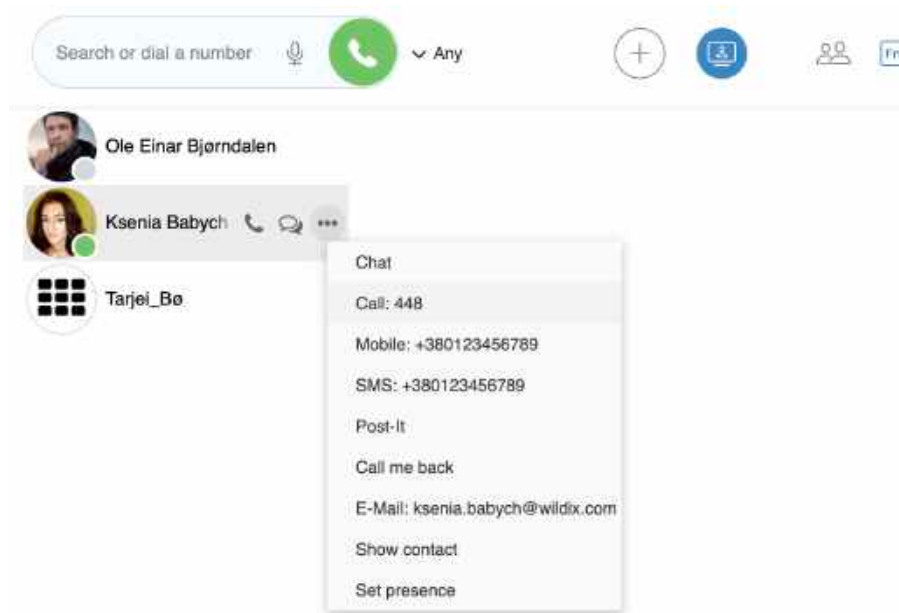 Search or dial a number
Any
Ole Einar Bjørndalen
Ksenia Babych
Tarjei_Bø
Chat
Call: 448
Mobile: +380123456789
SMS: +380123456789
Post-It
Call me back
E-Mail: ksenia.babych@wildix.com
Show contact
Set presence